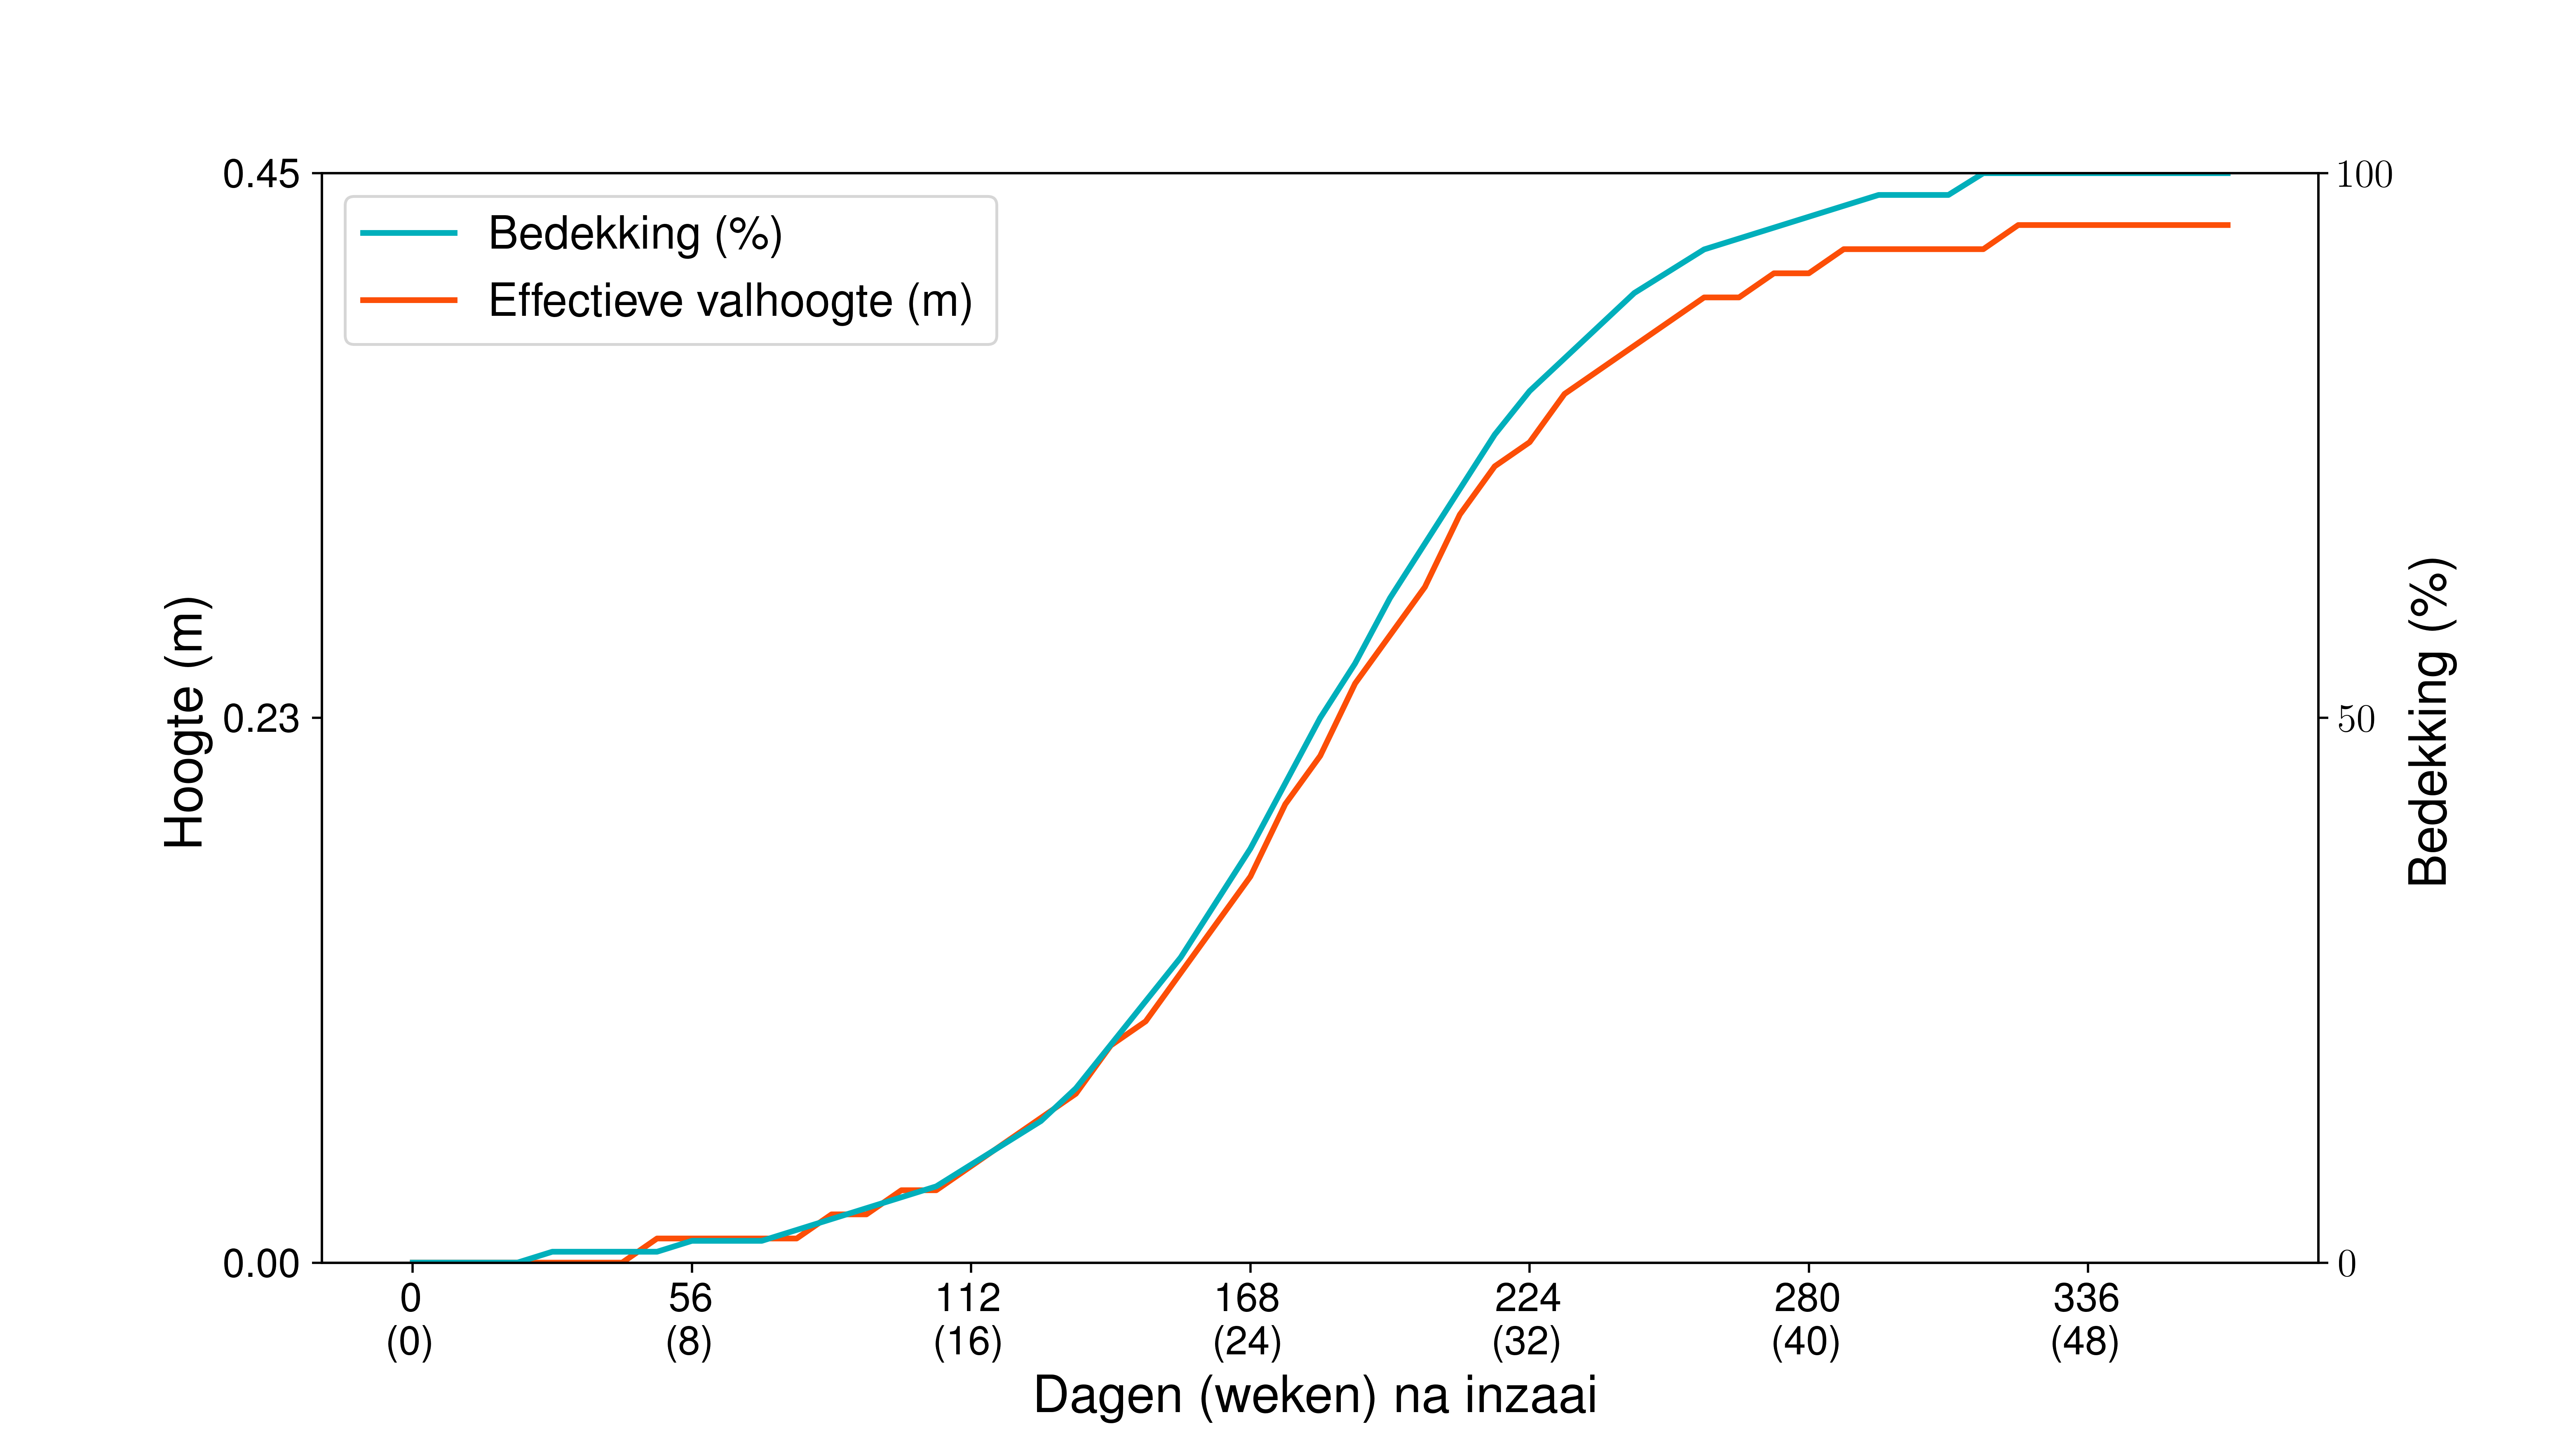 0.45
0.23
0.00
Hoogte (m)
Bedekking (%)
Effectieve valhoogte (m)
100
50
0
Bedekking (%)
0 56 112 168 224 280 336
(0) (8) (16) (24) (32) (40) (48)
Dagen (weken) na inzaai